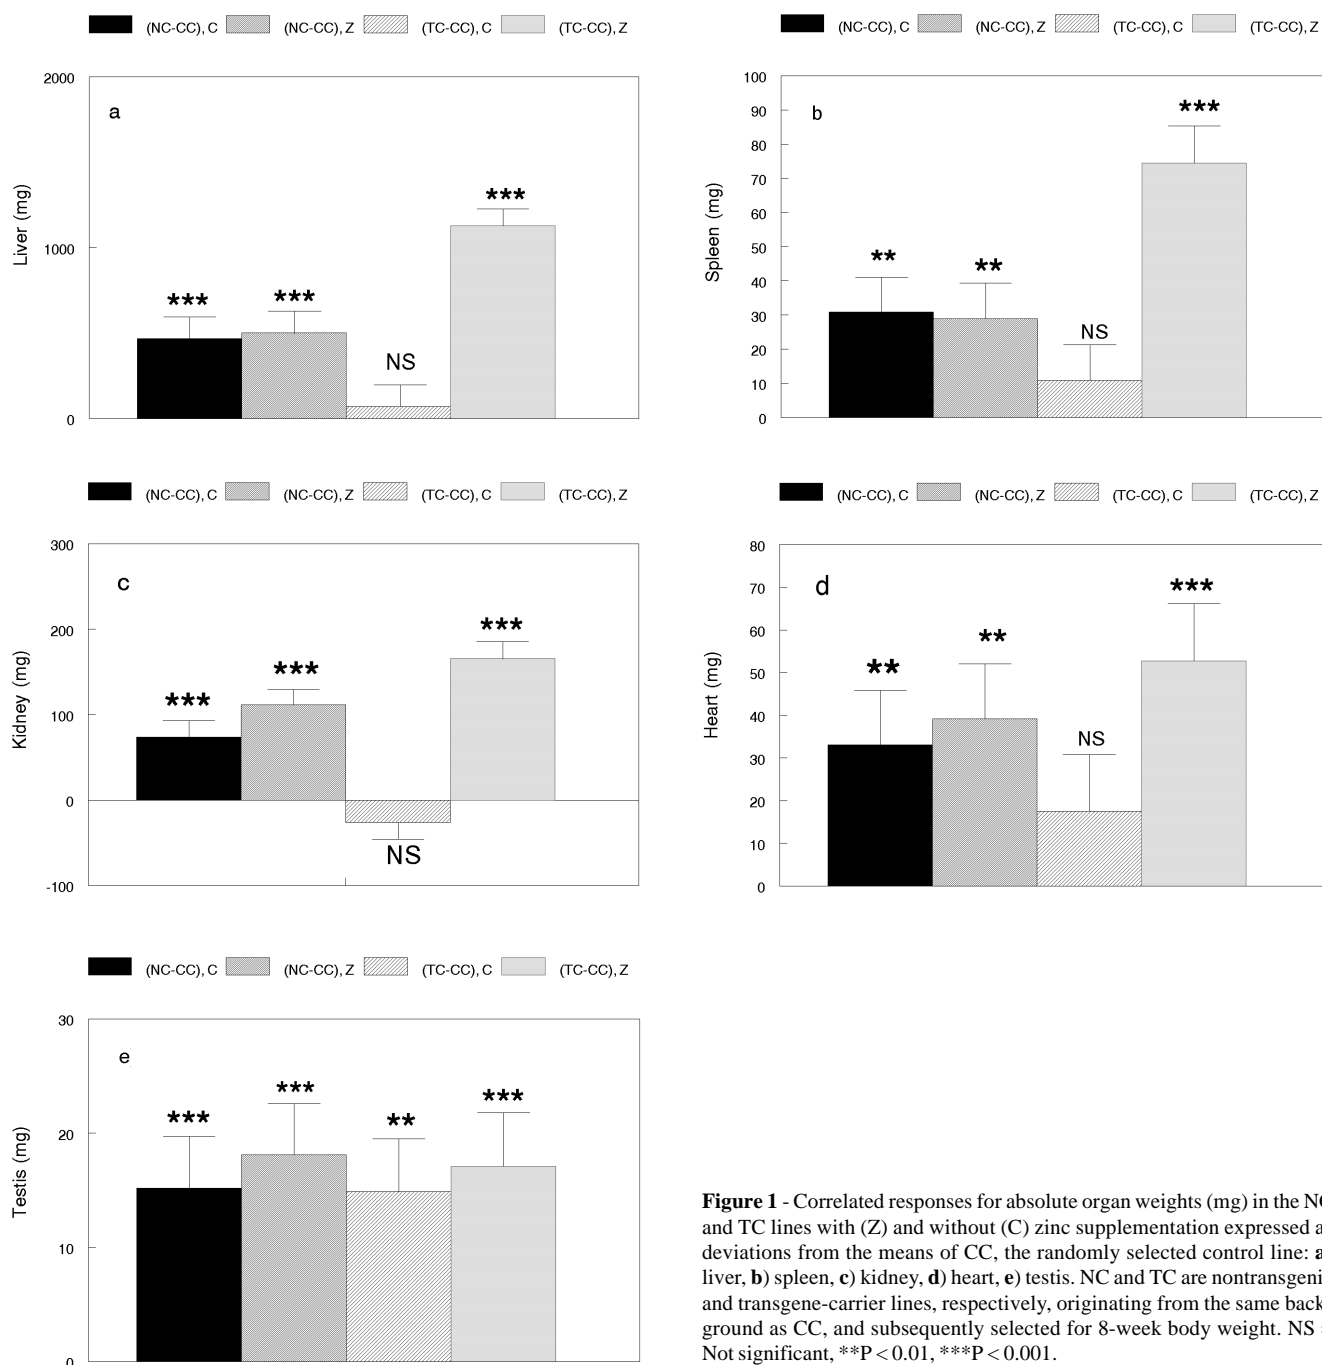 (NC-CC), C (NC-CC), Z (TC-CC), C (TC-CC), Z
2000
a
***
Liver (mg)
1000
***
***
NS
0
(NC-CC), C (NC-CC), Z (TC-CC), C (TC-CC), Z
100
90
b
***
80
70
60
Spleen (mg)
50
**
**
40
30
NS
20
10
0
(NC-CC), C (NC-CC), Z (TC-CC), C (TC-CC), Z
300
c
200
***
***
Kidney (mg)
***
100
0
NS
-100
(NC-CC), C (NC-CC), Z (TC-CC), C (TC-CC), Z
80
d
***
70
60
**
**
50
Heart (mg)
40
NS
30
20
10
0
(NC-CC), C (NC-CC), Z (TC-CC), C (TC-CC), Z
30
e
***
***
***
**
20
Testis (mg)
10
0
Figure 1 - Correlated responses for absolute organ weights (mg) in the NC
and TC lines with (Z) and without (C) zinc supplementation expressed a
deviations from the means of CC, the randomly selected control line: a
liver, b) spleen, c) kidney, d) heart, e) testis. NC and TC are nontransgeni
and transgene-carrier lines, respectively, originating from the same back
ground as CC, and subsequently selected for 8-week body weight. NS
Not significant, **P < 0.01, ***P < 0.001.